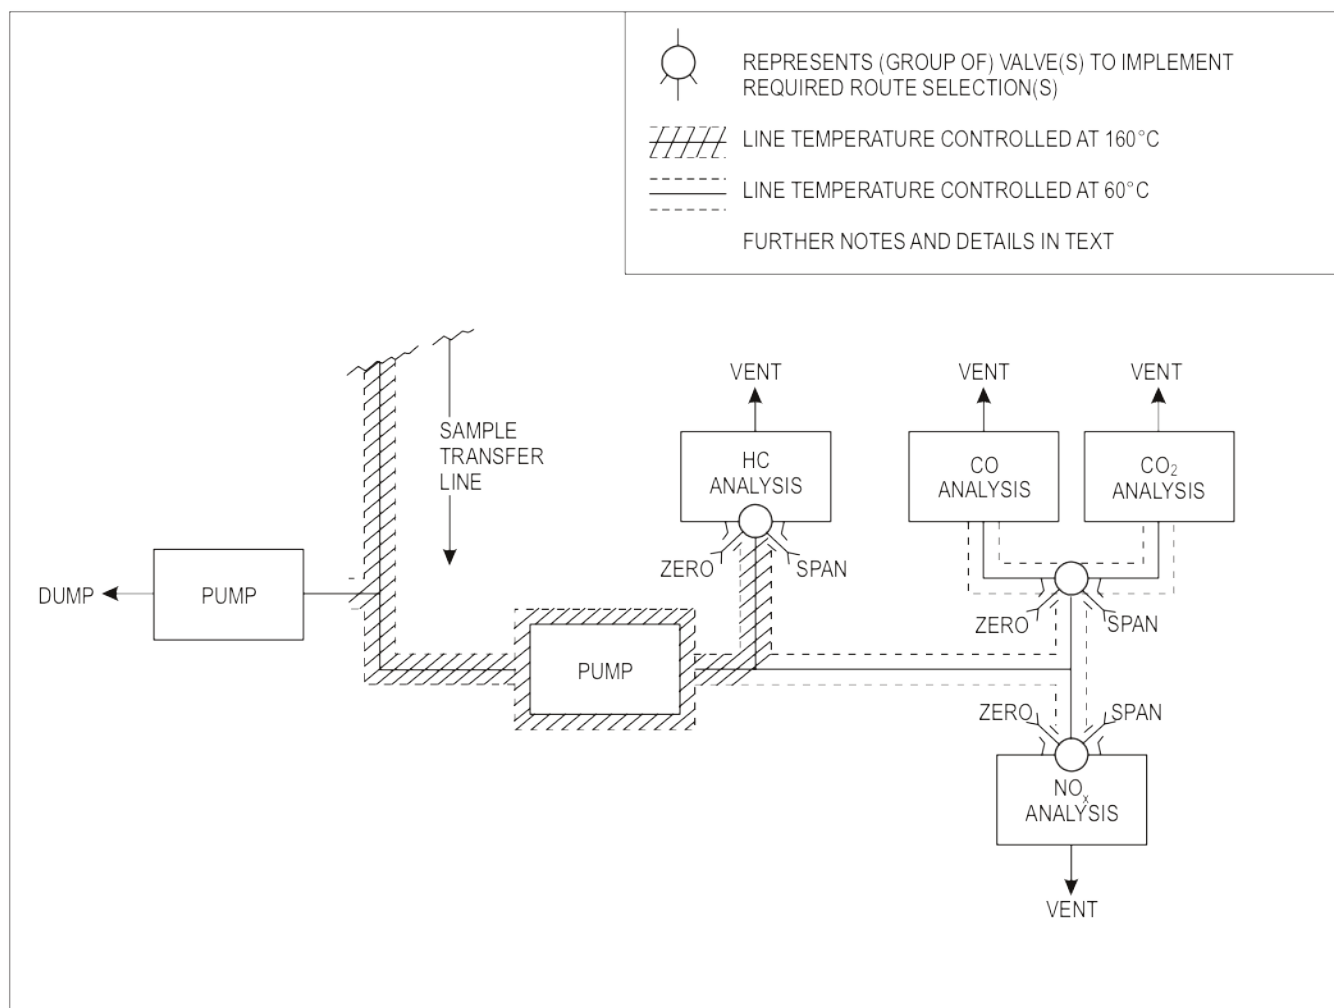 REPRESENTS (GROUP OF) VALVE(S) TO IMPLEMENT
REQUIRED ROUTE SELECTION(S)
LINE TEMPERATURE CONTROLLED AT 160°C
LINE TEMPERATURE CONTROLLED AT 60°C
FURTHER NOTES AND DETAILS IN TEXT
SAMPLE
TRANSFER
LINE
VENT
VENT
VENT
HC
ANALYSIS
CO
ANALYSIS
CO₂
ANALYSIS
ZERO
SPAN
ZERO
SPAN
DUMP
PUMP
PUMP
ZERO
SPAN
NOₓ
ANALYSIS
VENT